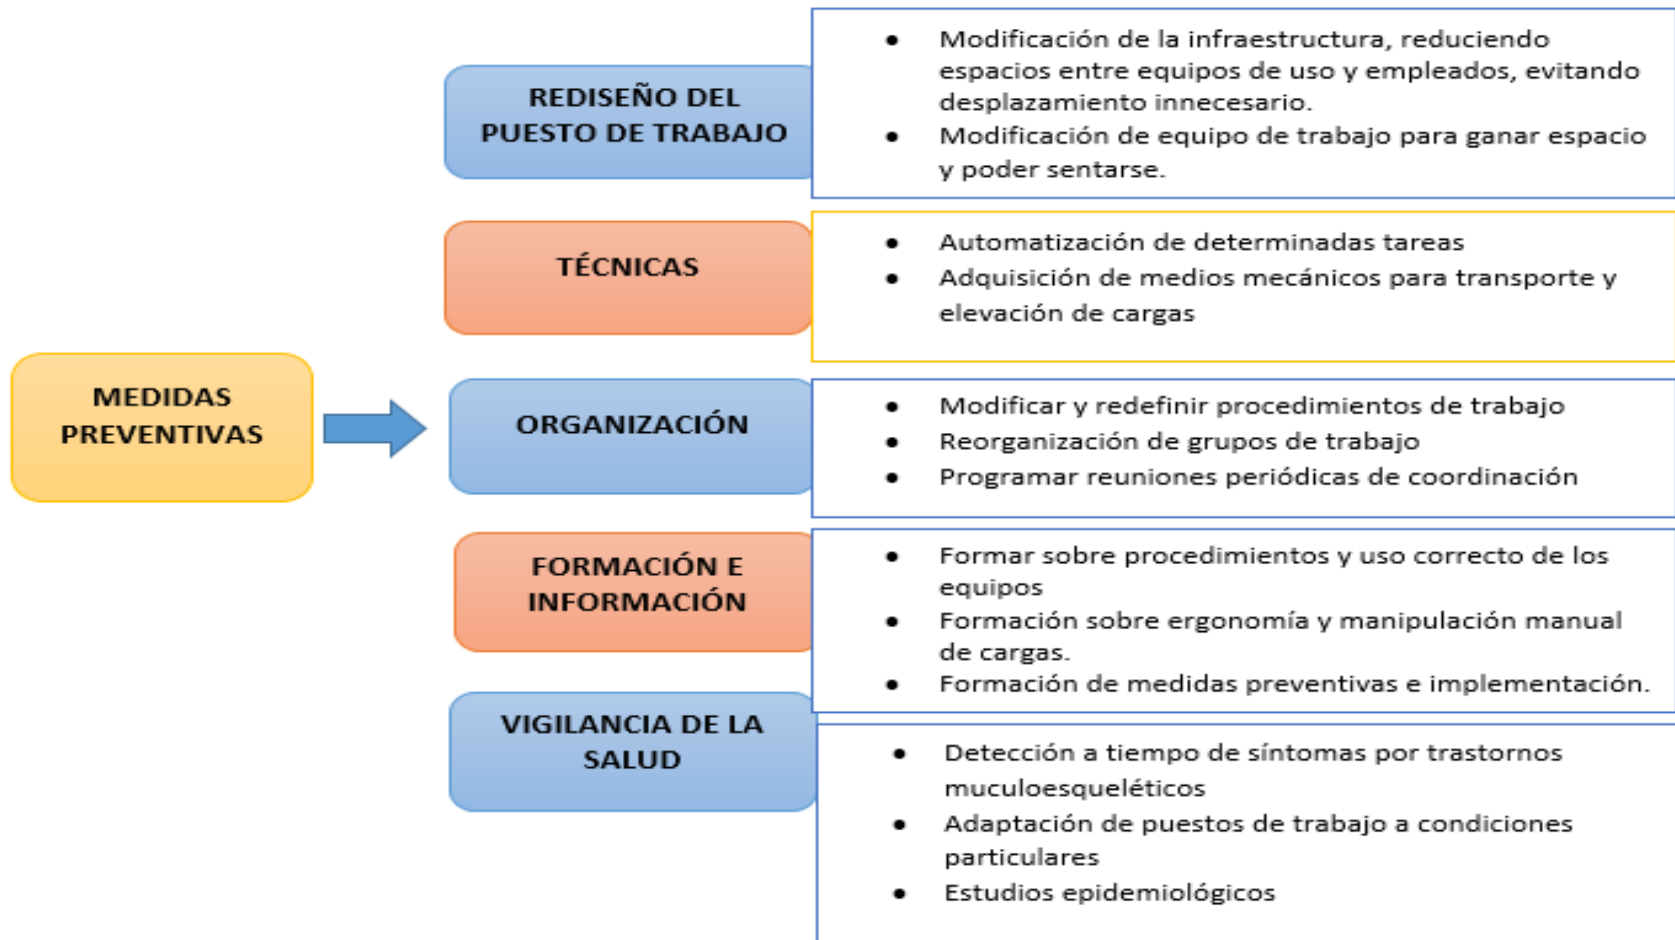 MEDIDAS
PREVENTIVAS
REDISEÑO DEL
PUESTO DE TRABAJO
• Modificación de la infraestructura, reduciendo
espacios entre equipos de uso y empleados, evitando
desplazamiento innecesario.
• Modificación de equipo de trabajo para ganar espacio
y poder sentarse.
TÉCNICAS
• Automatización de determinadas tareas
• Adquisición de medios mecánicos para transporte y
elevación de cargas
ORGANIZACIÓN
• Modificar y redefinir procedimientos de trabajo
• Reorganización de grupos de trabajo
• Programar reuniones periódicas de coordinación
FORMACIÓN E
INFORMACIÓN
• Formar sobre procedimientos y uso correcto de los
equipos
• Formación sobre ergonomía y manipulación manual
de cargas.
• Formación de medidas preventivas e implementación.
VIGILANCIA DE LA
SALUD
• Detección a tiempo de síntomas por trastornos
muculoesqueléticos
• Adaptación de puestos de trabajo a condiciones
particulares
• Estudios epidemiológicos